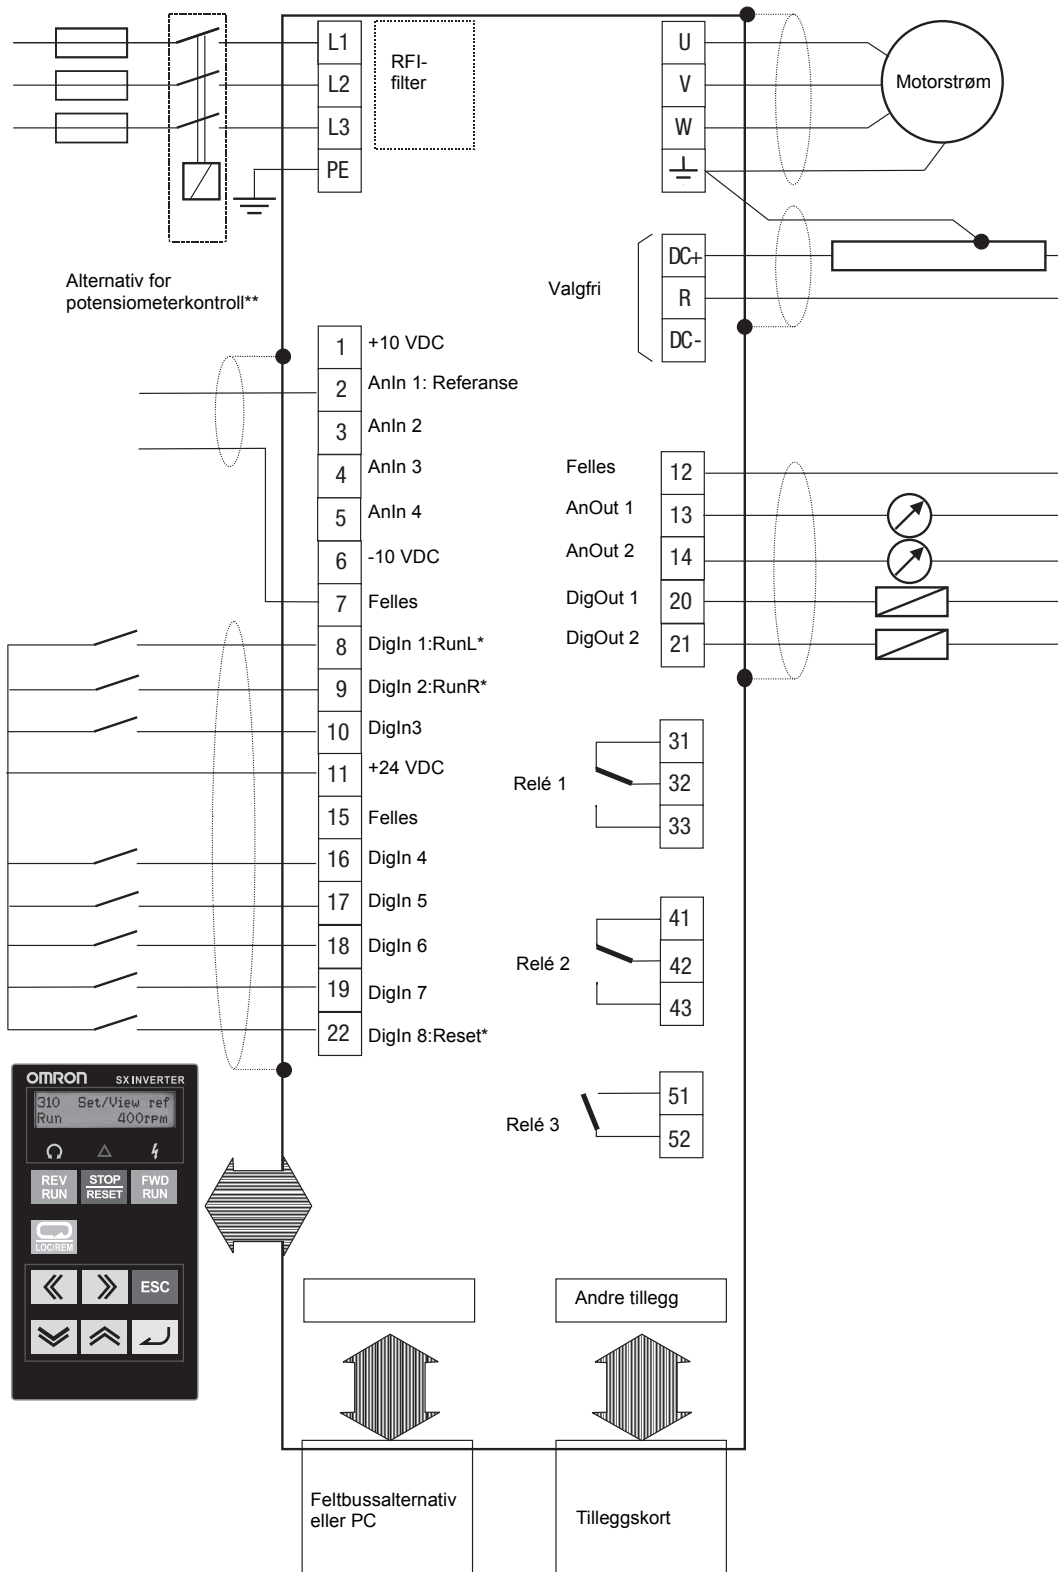 L1
L2
L3
PE
RFI-
filter
U
V
W
Motorstrøm
Alternativ for
potensiometerkontroll**
Valgfri
DC+
R
DC-
1 +10 VDC
2 AnIn 1: Referanse
3 AnIn 2
4 AnIn 3
5 AnIn 4
6 -10 VDC
7 Felles
8 DigIn 1:RunL*
9 DigIn 2:RunR*
10 DigIn3
11 +24 VDC
15 Felles
16 DigIn 4
17 DigIn 5
18 DigIn 6
19 DigIn 7
22 DigIn 8:Reset*
Felles 12
AnOut 1 13
AnOut 2 14
DigOut 1 20
DigOut 2 21
Relé 1
31
32
33
Relé 2
41
42
43
Relé 3
51
52
OMRON SX INVERTER
310 Set/View ref
Run 400rpm
REV
RUN
STOP
RESET
FWD
RUN
LOC/REM
ESC
Andre tillegg
Feltbussalternativ
eller PC
Tilleggskort